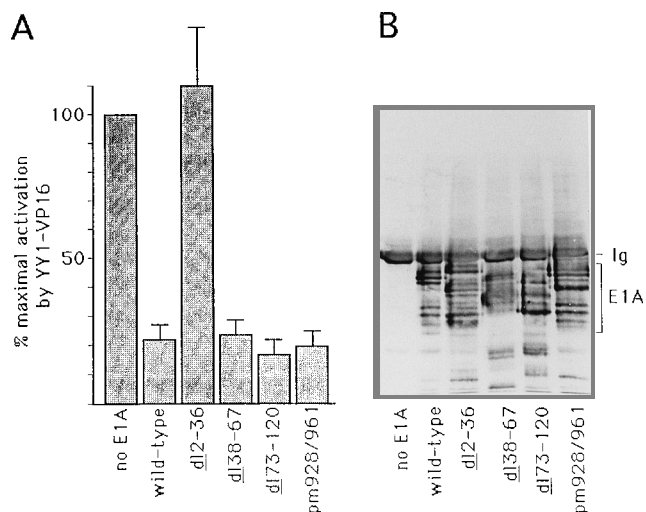 A
B
% maximal activation
by YY1-VP16
100
50
no E1A
wild-type
dl2-36
dl38-67
dl73-120
pm928/961
Ig
E1A
no E1A
wild-type
dl2-36
dl38-67
dl73-120
pm928/961